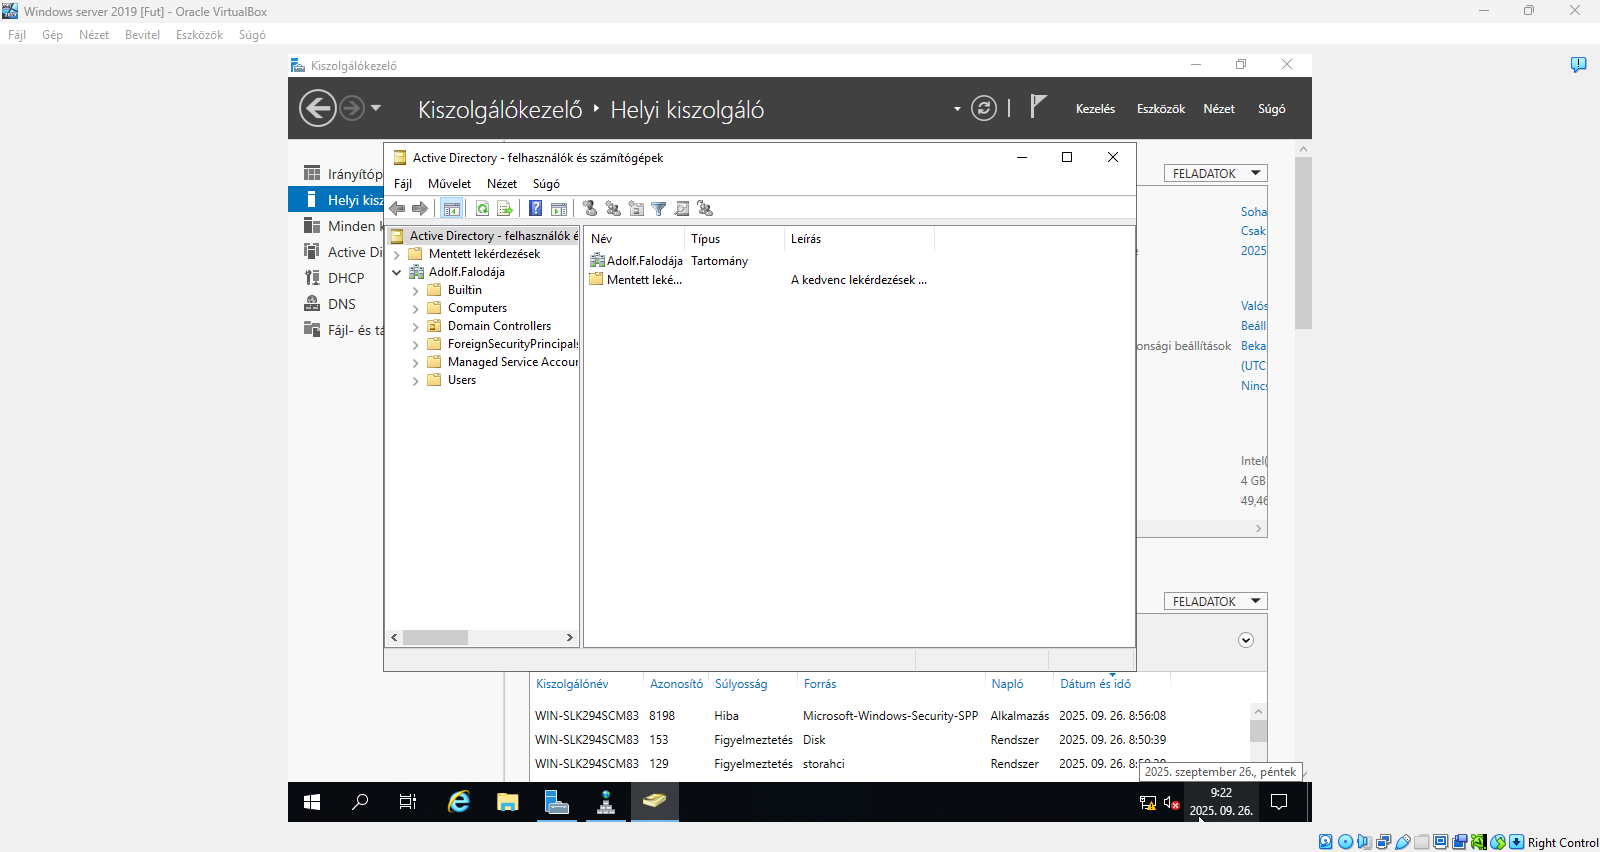 Windows server 2019 [Fut] - Oracle VirtualBox
Fájl Gép Nézet Bevitel Eszközök Súgó
Kiszolgálókezelő
Kiszolgálókezelő Helyi kiszolgáló
Kezelés Eszközök Nézet Súgó
Irányítóp
Helyi kisz
Minden k
Active Di
DHCP
DNS
Fájl- és tá
Active Directory - felhasználók és számítógépek
Fájl Művelet Nézet Súgó
Active Directory - felhasználók é
Mentett lekérdezések
Adolf.Falodája
Builtin
Computers
Domain Controllers
ForeignSecurityPrincipals
Managed Service Accour
Users
Név Típus Leírás
Adolf.Falodája Tartomány
Mentett leké... A kedvenc lekérdezések ...
FELADATOK
Soha
Csak
2025
Valós
Beáll
onsági beállítások Beka
(UTC
Nincs
Intel(
4 GB
49,46
FELADATOK
Kiszolgálónév Azonosító Súlyosság Forrás Napló Dátum és idő
WIN-SLK294SCM83 8198 Hiba Microsoft-Windows-Security-SPP Alkalmazás 2025. 09. 26. 8:56:08
WIN-SLK294SCM83 153 Figyelmeztetés Disk Rendszer 2025. 09. 26. 8:50:39
WIN-SLK294SCM83 129 Figyelmeztetés storahci Rendszer 2025. 09. 26.
2025. szeptember 26., péntek
9:22
2025. 09. 26.
Right Control